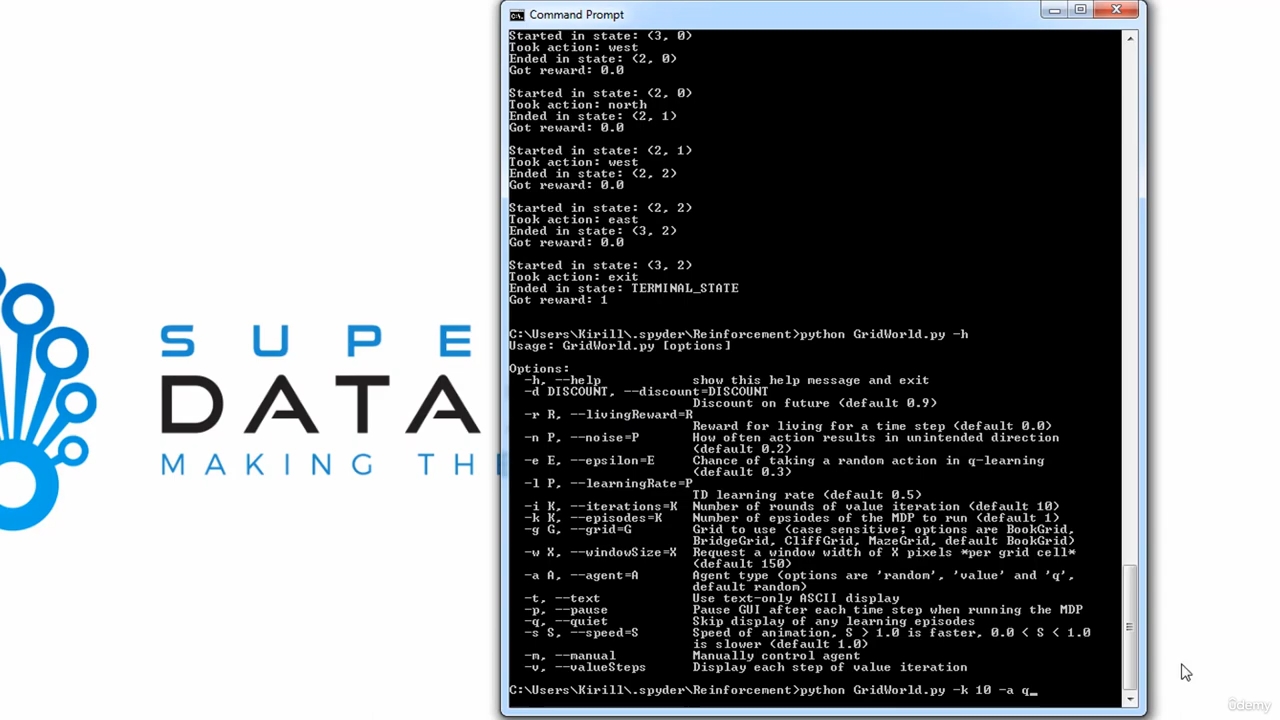 Command Prompt
Started in state: (3, 0)
Took action: west
Ended in state: (2, 0)
Got reward: 0.0
Started in state: (2, 0)
Took action: north
Ended in state: (2, 1)
Got reward: 0.0
Started in state: (2, 1)
Took action: west
Ended in state: (2, 2)
Got reward: 0.0
Started in state: (2, 2)
Took action: east
Ended in state: (3, 2)
Got reward: 0.0
Started in state: (3, 2)
Took action: exit
Ended in state: TERMINAL_STATE
Got reward: 1
C:\Users\Kirill\.spyder\Reinforcement>python GridWorld.py -h
Usage: GridWorld.py [options]
Options:
-h, --help show this help message and exit
-d DISCOUNT, --discount=DISCOUNT
Discount on future (default 0.9)
-r R, --livingReward=R
Reward for living for a time step (default 0.0)
-n P, --noise=P How often action results in unintended direction
(default 0.2)
-e E, --epsilon=E Chance of taking a random action in q-learning
(default 0.3)
-l P, --learningRate=P
TD learning rate (default 0.5)
-i K, --iterations=K Number of rounds of value iteration (default 10)
-k K, --episodes=K Number of epsiodes of the MDP to run (default 1)
-g G, --grid=G Grid to use (case sensitive; options are BookGrid,
BridgeGrid, CliffGrid, MazeGrid, default BookGrid)
-w X, --windowSize=X Request a window width of X pixels *per grid cell*
(default 150)
-a A, --agent=A Agent type (options are 'random', 'value' and 'q',
default random)
-t, --text Use text-only ASCII display
-p, --pause Pause GUI after each time step when running the MDP
-q, --quiet Skip display of any learning episodes
-s S, --speed=S Speed of animation, S > 1.0 is faster, 0.0 < S < 1.0
is slower (default 1.0)
-m, --manual Manually control agent
-v, --valueSteps Display each step of value iteration
C:\Users\Kirill\.spyder\Reinforcement>python GridWorld.py -k 10 -a q_
SUPE
DATA
MAKING TH
ûdemy